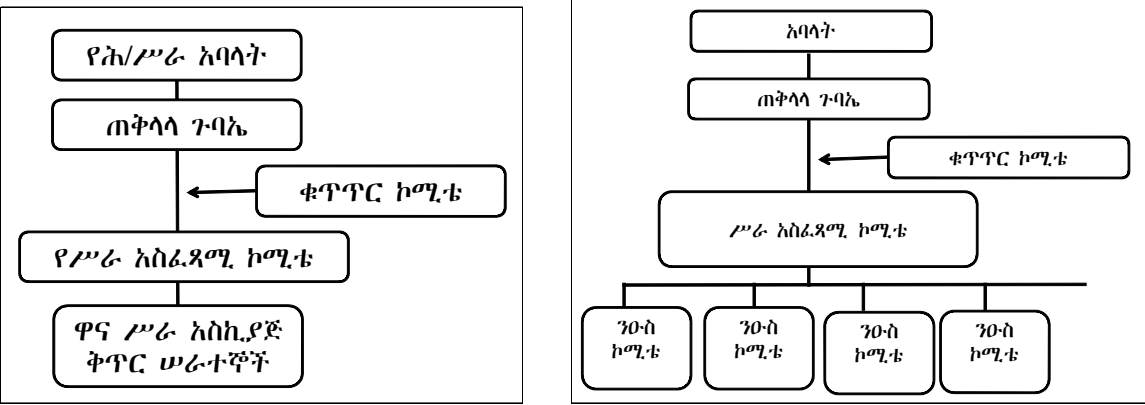 የሕ/ሥራ አባላት
ጠቅላላ ጉባኤ
ቁጥጥር ኮሚቴ
የሥራ አስፈጻሚ ኮሚቴ
ዋና ሥራ አስኪያጅ
ቅጥር ሠራተኞች
አባላት
ጠቅላላ ጉባኤ
ቁጥጥር ኮሚቴ
ሥራ አስፈጻሚ ኮሚቴ
ንዑስ
ኮሚቴ
ንዑስ
ኮሚቴ
ንዑስ
ኮሚቴ
ንዑስ
ኮሚቴ